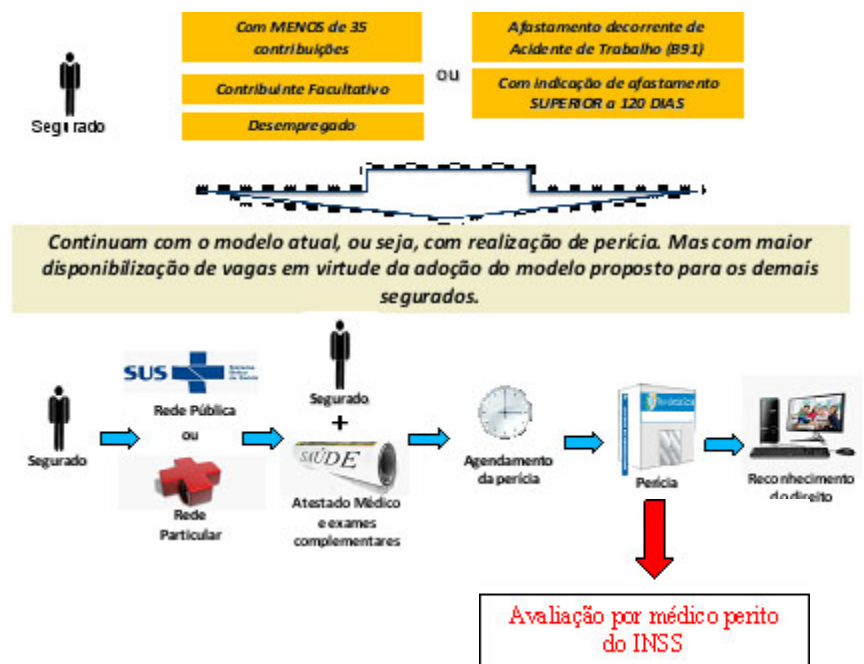 Com MENOS de 35
contribuições
Contribuinte Facultativo
Desempregado
ou
Afastamento decorrente de
Acidente de Trabalho (B91)
Com indicação de afastamento
SUPERIOR a 120 DIAS
Segurado
Continuam com o modelo atual, ou seja, com realização de perícia. Mas com maior
disponibilização de vagas em virtude da adoção do modelo proposto para os demais
segurados.
Segurado
SUS
Rede Pública
ou
Rede
Particular
Segurado
+
SAÚDE
Atestado Médico
e exames
complementares
Agendamento
da perícia
Perícia
Reconhecimento
do direito
Avaliação por médico perito
do INSS